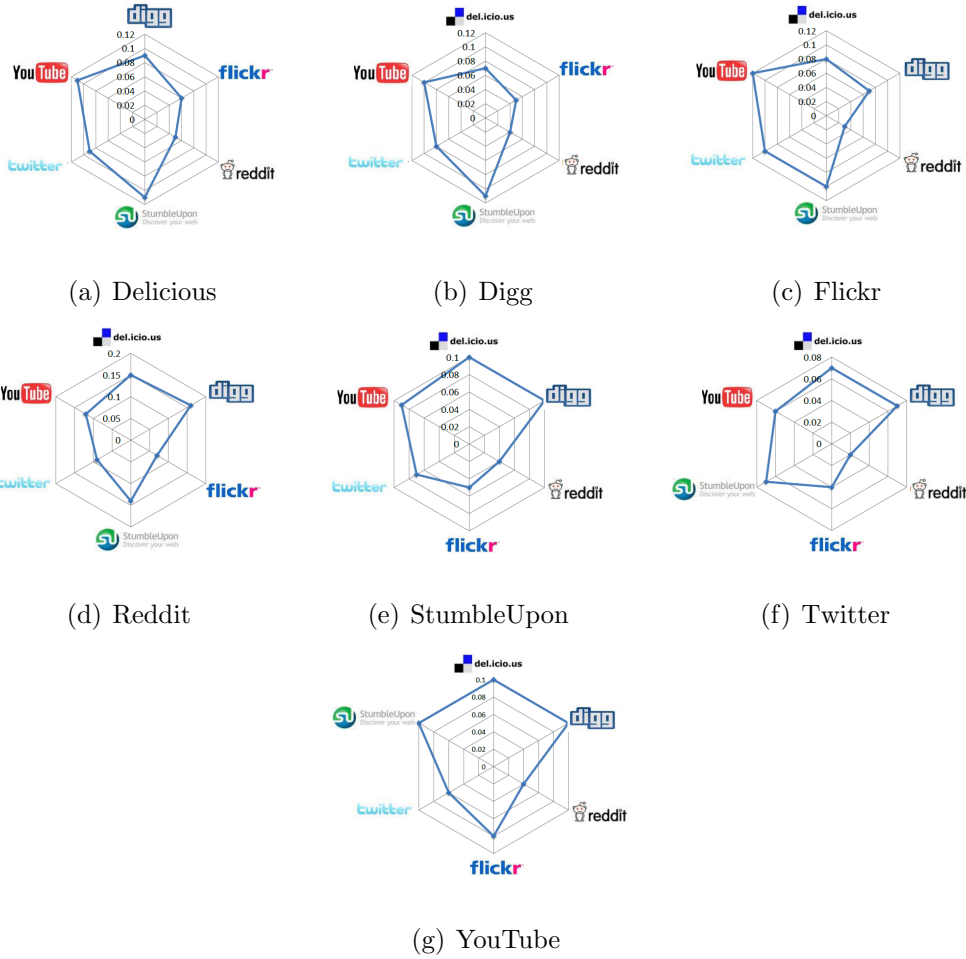 digg
0.12
0.1
0.08
0.06
0.04
0.02
0
YouTube
flickr
twitter
reddit
StumbleUpon
Discover your web
(a) Delicious
del.icio.us
0.12
0.1
0.08
0.06
0.04
0.02
0
YouTube
flickr
twitter
reddit
StumbleUpon
Discover your web
(b) Digg
del.icio.us
0.12
0.1
0.08
0.06
0.04
0.02
0
YouTube
digg
twitter
reddit
StumbleUpon
Discover your web
(c) Flickr
del.icio.us
0.2
0.15
0.1
0.05
0
YouTube
digg
twitter
flickr
StumbleUpon
Discover your web
(d) Reddit
del.icio.us
0.1
0.08
0.06
0.04
0.02
0
YouTube
digg
twitter
reddit
flickr
(e) StumbleUpon
del.icio.us
0.08
0.06
0.04
0.02
0
YouTube
digg
StumbleUpon
Discover your web
reddit
flickr
(f) Twitter
del.icio.us
0.1
0.08
0.06
0.04
0.02
0
StumbleUpon
Discover your web
digg
twitter
reddit
flickr
(g) YouTube